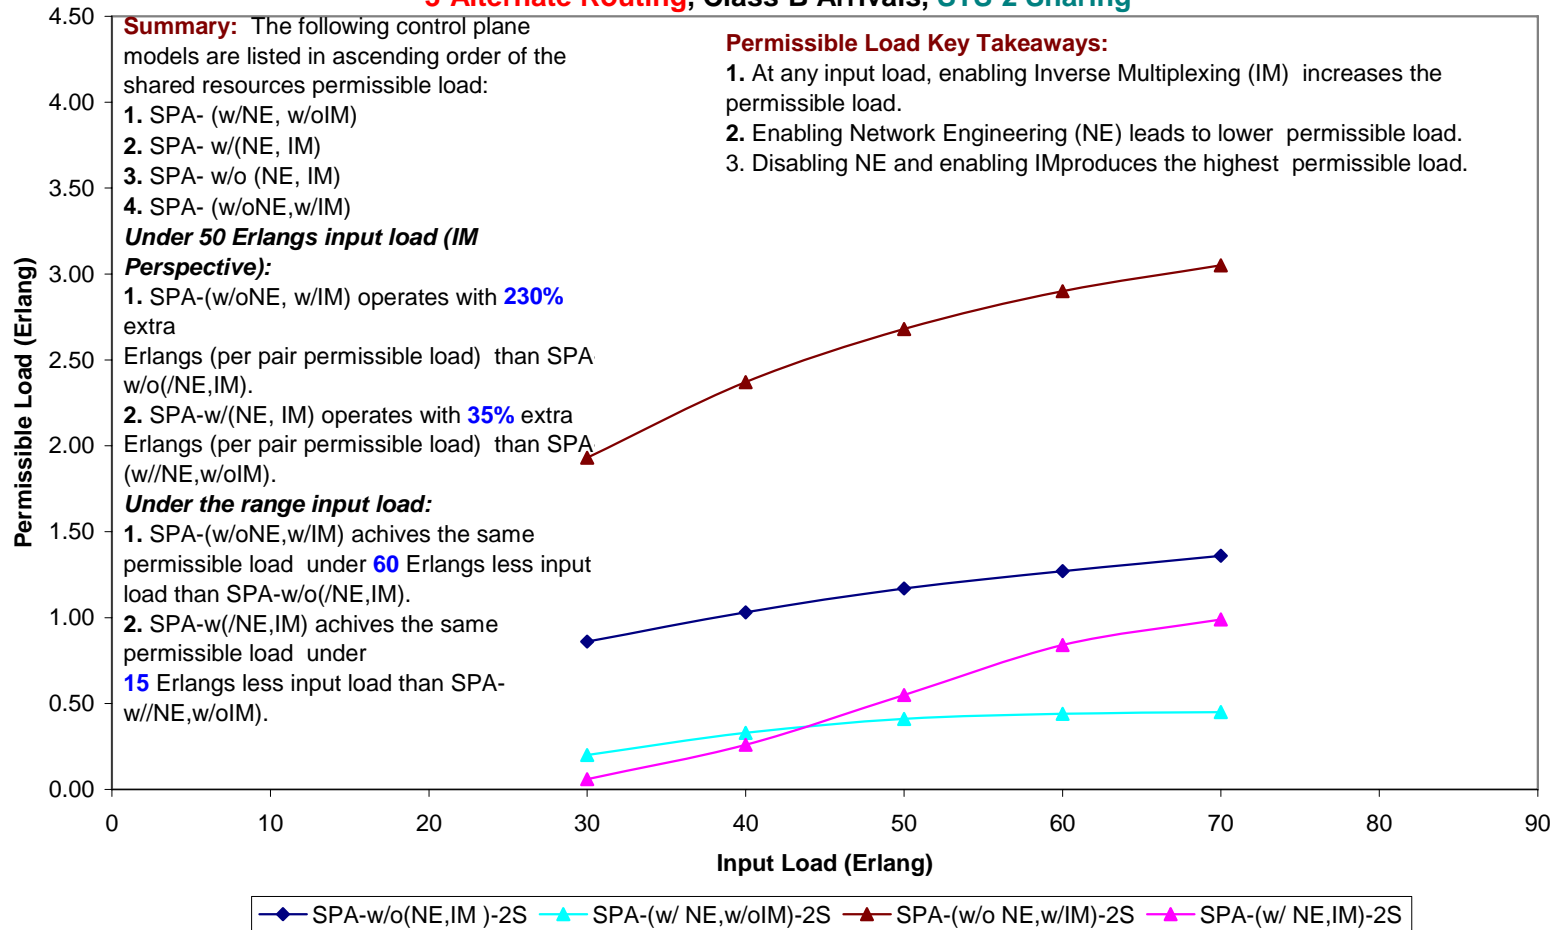 3-Alternate Routing, Class-B Arrivals, STS-2 Sharing
Summary: The following control plane
models are listed in ascending order of the
shared resources permissible load:
1. SPA- (w/NE, w/oIM)
2. SPA- w/(NE, IM)
3. SPA- w/o (NE, IM)
4. SPA- (w/oNE,w/IM)
Under 50 Erlangs input load (IM
Perspective):
1. SPA-(w/oNE, w/IM) operates with 230%
extra
Erlangs (per pair permissible load) than SPA-
w/o(/NE,IM).
2. SPA-w/(NE, IM) operates with 35% extra
Erlangs (per pair permissible load) than SPA-
(w//NE,w/oIM).
Under the range input load:
1. SPA-(w/oNE,w/IM) achives the same
permissible load under 60 Erlangs less input
load than SPA-w/o(/NE,IM).
2. SPA-w(/NE,IM) achives the same
permissible load under
15 Erlangs less input load than SPA-
w//NE,w/oIM).
Permissible Load Key Takeaways:
1. At any input load, enabling Inverse Multiplexing (IM) increases the
permissible load.
2. Enabling Network Engineering (NE) leads to lower permissible load.
3. Disabling NE and enabling IMproduces the highest permissible load.
Permissible Load (Erlang)
4.50
4.00
3.50
3.00
2.50
2.00
1.50
1.00
0.50
0.00
0 10 20 30 40 50 60 70 80 90
Input Load (Erlang)
SPA-w/o(NE,IM )-2S SPA-(w/ NE,w/oIM)-2S SPA-(w/o NE,w/IM)-2S SPA-(w/ NE,IM)-2S